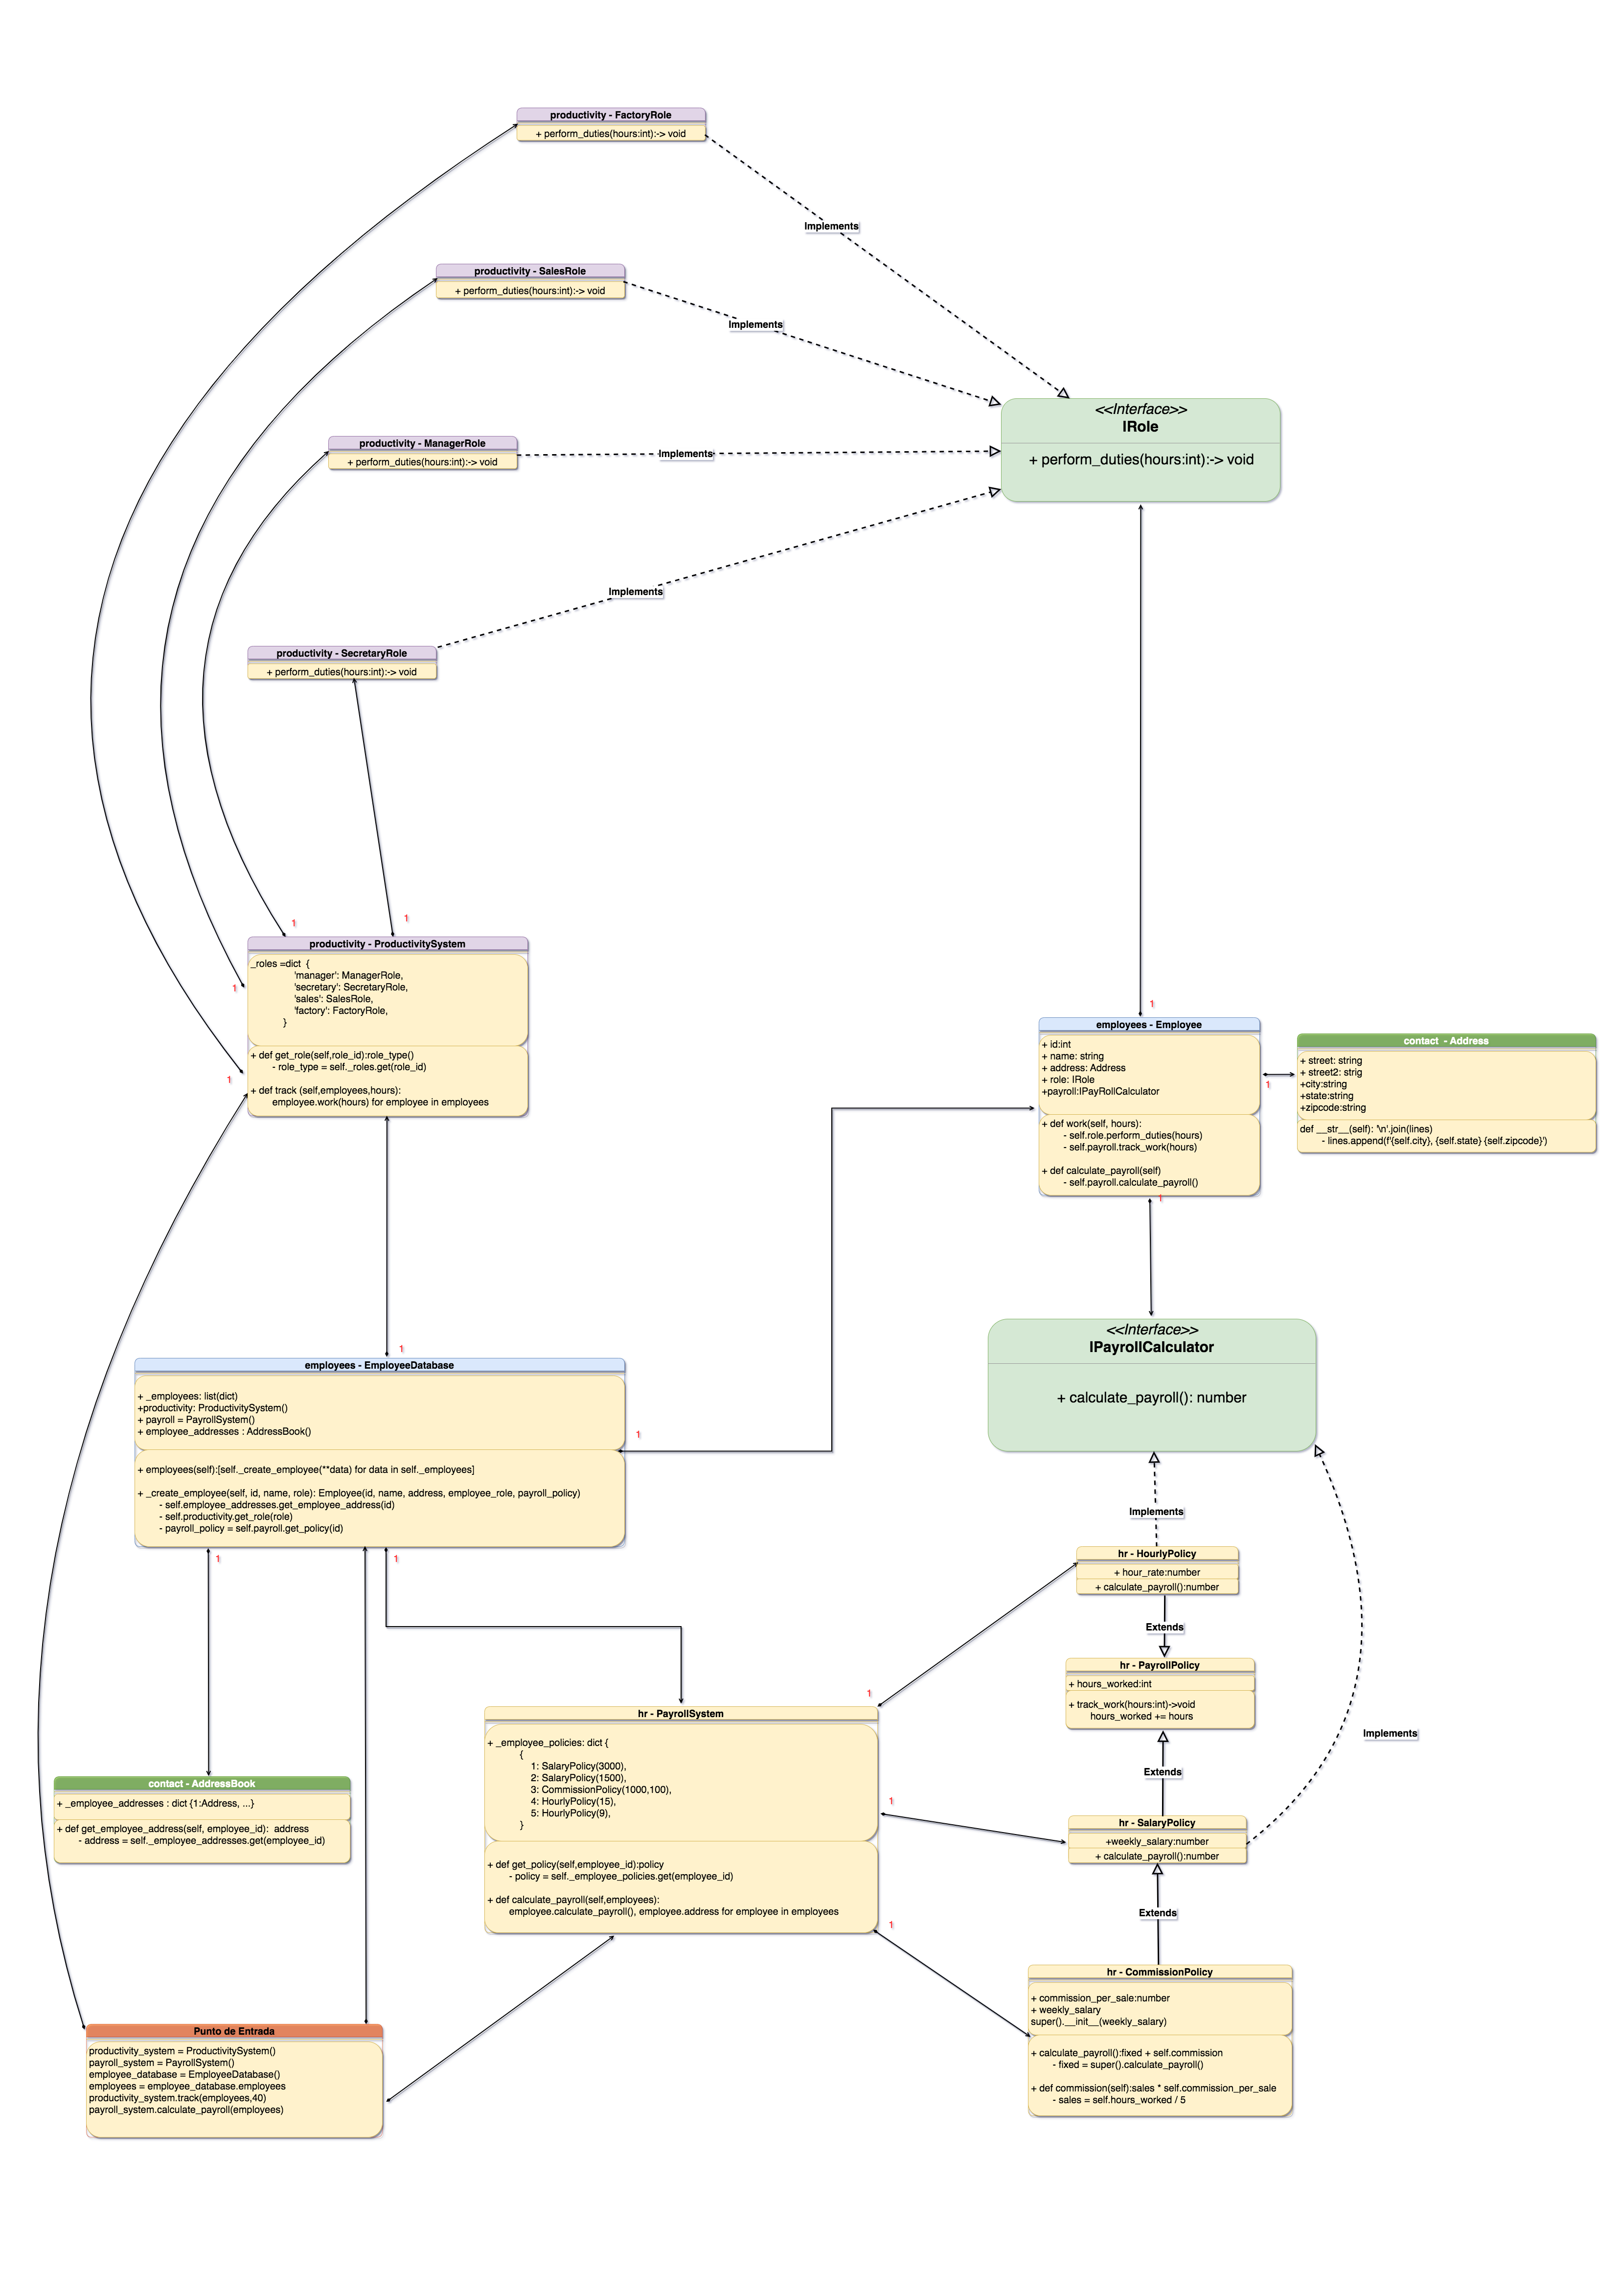 productivity - FactoryRole
+ perform_duties(hours:int):-> void
Implements
productivity - SalesRole
+ perform_duties(hours:int):-> void
Implements
<<Interface>>
IRole
+ perform_duties(hours:int):-> void
productivity - ManagerRole
+ perform_duties(hours:int):-> void
Implements
Implements
productivity - SecretaryRole
+ perform_duties(hours:int):-> void
1
1
1
1
productivity - ProductivitySystem
_roles =dict {
'manager': ManagerRole,
'secretary': SecretaryRole,
'sales': SalesRole,
'factory': FactoryRole,
}
+ def get_role(self,role_id):role_type()
- role_type = self._roles.get(role_id)
+ def track (self,employees,hours):
employee.work(hours) for employee in employees
1
employees - Employee
+ id:int
+ name: string
+ address: Address
+ role: IRole
+payroll:IPayRollCalculator
+ def work(self, hours):
- self.role.perform_duties(hours)
- self.payroll.track_work(hours)
+ def calculate_payroll(self)
- self.payroll.calculate_payroll()
1
1
contact - Address
+ street: string
+ street2: strig
+city:string
+state:string
+zipcode:string
def __str__(self): '\n'.join(lines)
- lines.append(f'{self.city}, {self.state} {self.zipcode}')
<<Interface>>
IPayrollCalculator
+ calculate_payroll(): number
1
employees - EmployeeDatabase
+ _employees: list(dict)
+productivity: ProductivitySystem()
+ payroll = PayrollSystem()
+ employee_addresses : AddressBook()
+ employees(self):[self._create_employee(**data) for data in self._employees]
+ _create_employee(self, id, name, role): Employee(id, name, address, employee_role, payroll_policy)
- self.employee_addresses.get_employee_address(id)
- self.productivity.get_role(role)
- payroll_policy = self.payroll.get_policy(id)
1
1
1
Implements
hr - HourlyPolicy
+ hour_rate:number
+ calculate_payroll():number
Extends
hr - PayrollPolicy
+ hours_worked:int
+ track_work(hours:int)->void
hours_worked += hours
Implements
Extends
hr - SalaryPolicy
+weekly_salary:number
+ calculate_payroll():number
Extends
hr - CommissionPolicy
+ commission_per_sale:number
+ weekly_salary
super().__init__(weekly_salary)
+ calculate_payroll():fixed + self.commission
- fixed = super().calculate_payroll()
+ def commission(self):sales * self.commission_per_sale
- sales = self.hours_worked / 5
1
1
1
hr - PayrollSystem
+ _employee_policies: dict {
{
1: SalaryPolicy(3000),
2: SalaryPolicy(1500),
3: CommissionPolicy(1000,100),
4: HourlyPolicy(15),
5: HourlyPolicy(9),
}
+ def get_policy(self,employee_id):policy
- policy = self._employee_policies.get(employee_id)
+ def calculate_payroll(self,employees):
employee.calculate_payroll(), employee.address for employee in employees
contact - AddressBook
+ _employee_addresses : dict {1:Address, ...}
+ def get_employee_address(self, employee_id): address
- address = self._employee_addresses.get(employee_id)
Punto de Entrada
productivity_system = ProductivitySystem()
payroll_system = PayrollSystem()
employee_database = EmployeeDatabase()
employees = employee_database.employees
productivity_system.track(employees,40)
payroll_system.calculate_payroll(employees)